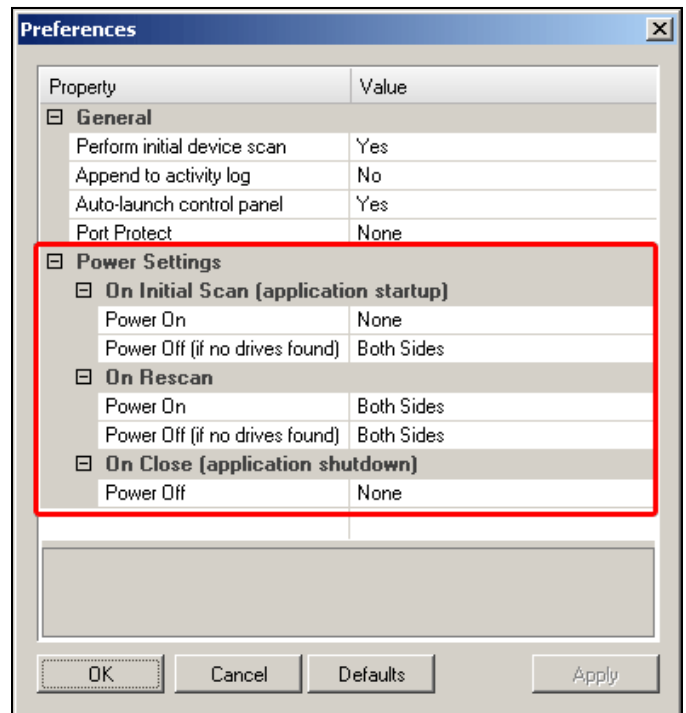 Preferences
Property Value
General
Perform initial device scan Yes
Append to activity log No
Auto-launch control panel Yes
Port Protect None
Power Settings
On Initial Scan (application startup)
Power On None
Power Off (if no drives found) Both Sides
On Rescan
Power On Both Sides
Power Off (if no drives found) Both Sides
On Close (application shutdown)
Power Off None
OK Cancel Defaults Apply